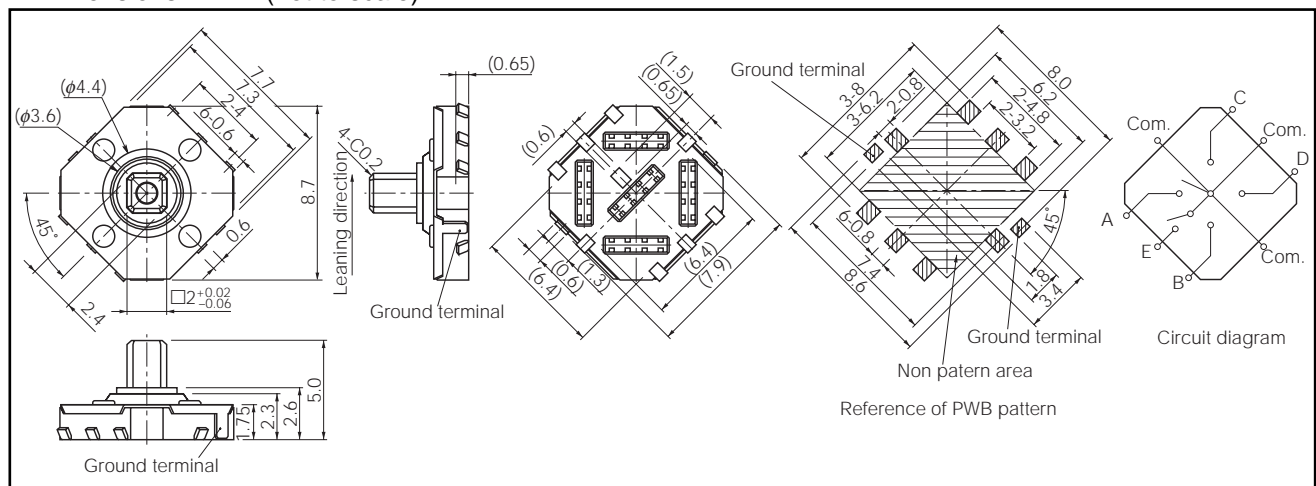 (φ4.4)
(φ3.6)
7.7
7.3
2-4
6-0.6
8.7
0.6
45°
2.4
□2 +0.02 -0.06
1.75
2.3
2.6
5.0
Ground terminal
(0.65)
4-C0.2
Leaning direction
Ground terminal
(1.5)
(0.65)
(0.6)
(6.4)
(0.6)
(1.3)
(6.4)
(7.9)
Ground terminal
3-8
3-6.2
2-0.8
8.0
6.2
2-4.8
2-3.2
45°
6-0.8
7.4
8.6
1.8
3.4
Ground terminal
Non patern area
Reference of PWB pattern
C
Com.
Com.
D
A
E
B
Com.
Circuit diagram